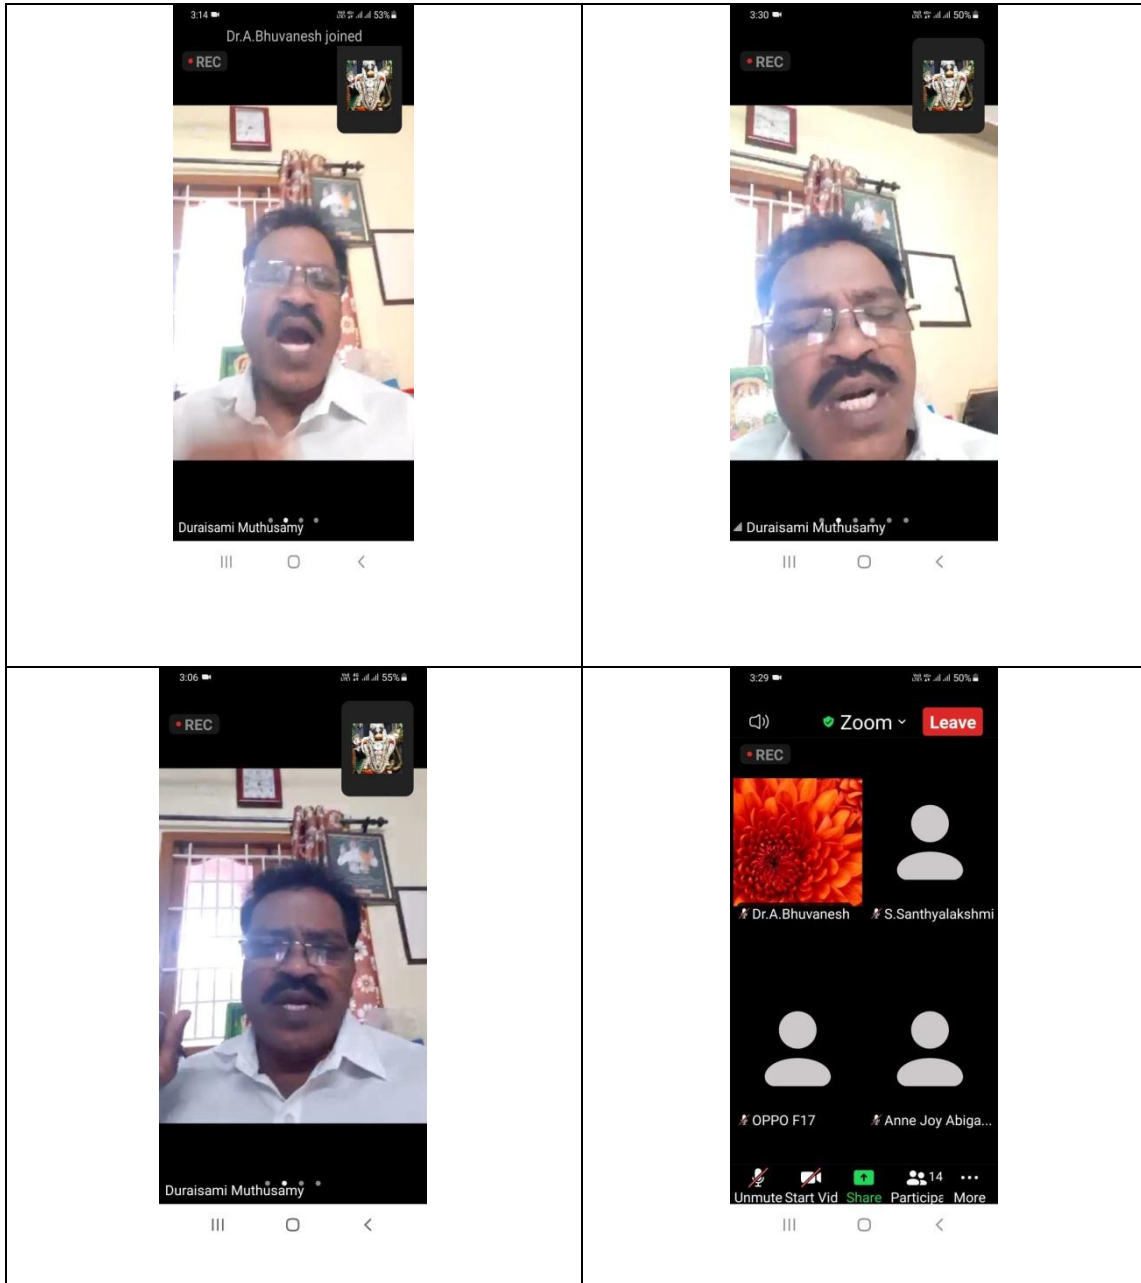 3:14 53%
Dr.A.Bhuvanesh joined
REC
Duraisami Muthusamy
3:30 50%
REC
Duraisami Muthusamy
3:06 55%
REC
Duraisami Muthusamy
3:29 50%
Zoom Leave
REC
Dr.A.Bhuvanesh S.Santhyalakshmi
OPPO F17 Anne Joy Abiga...
14
Unmute Start Vid Share Participa More